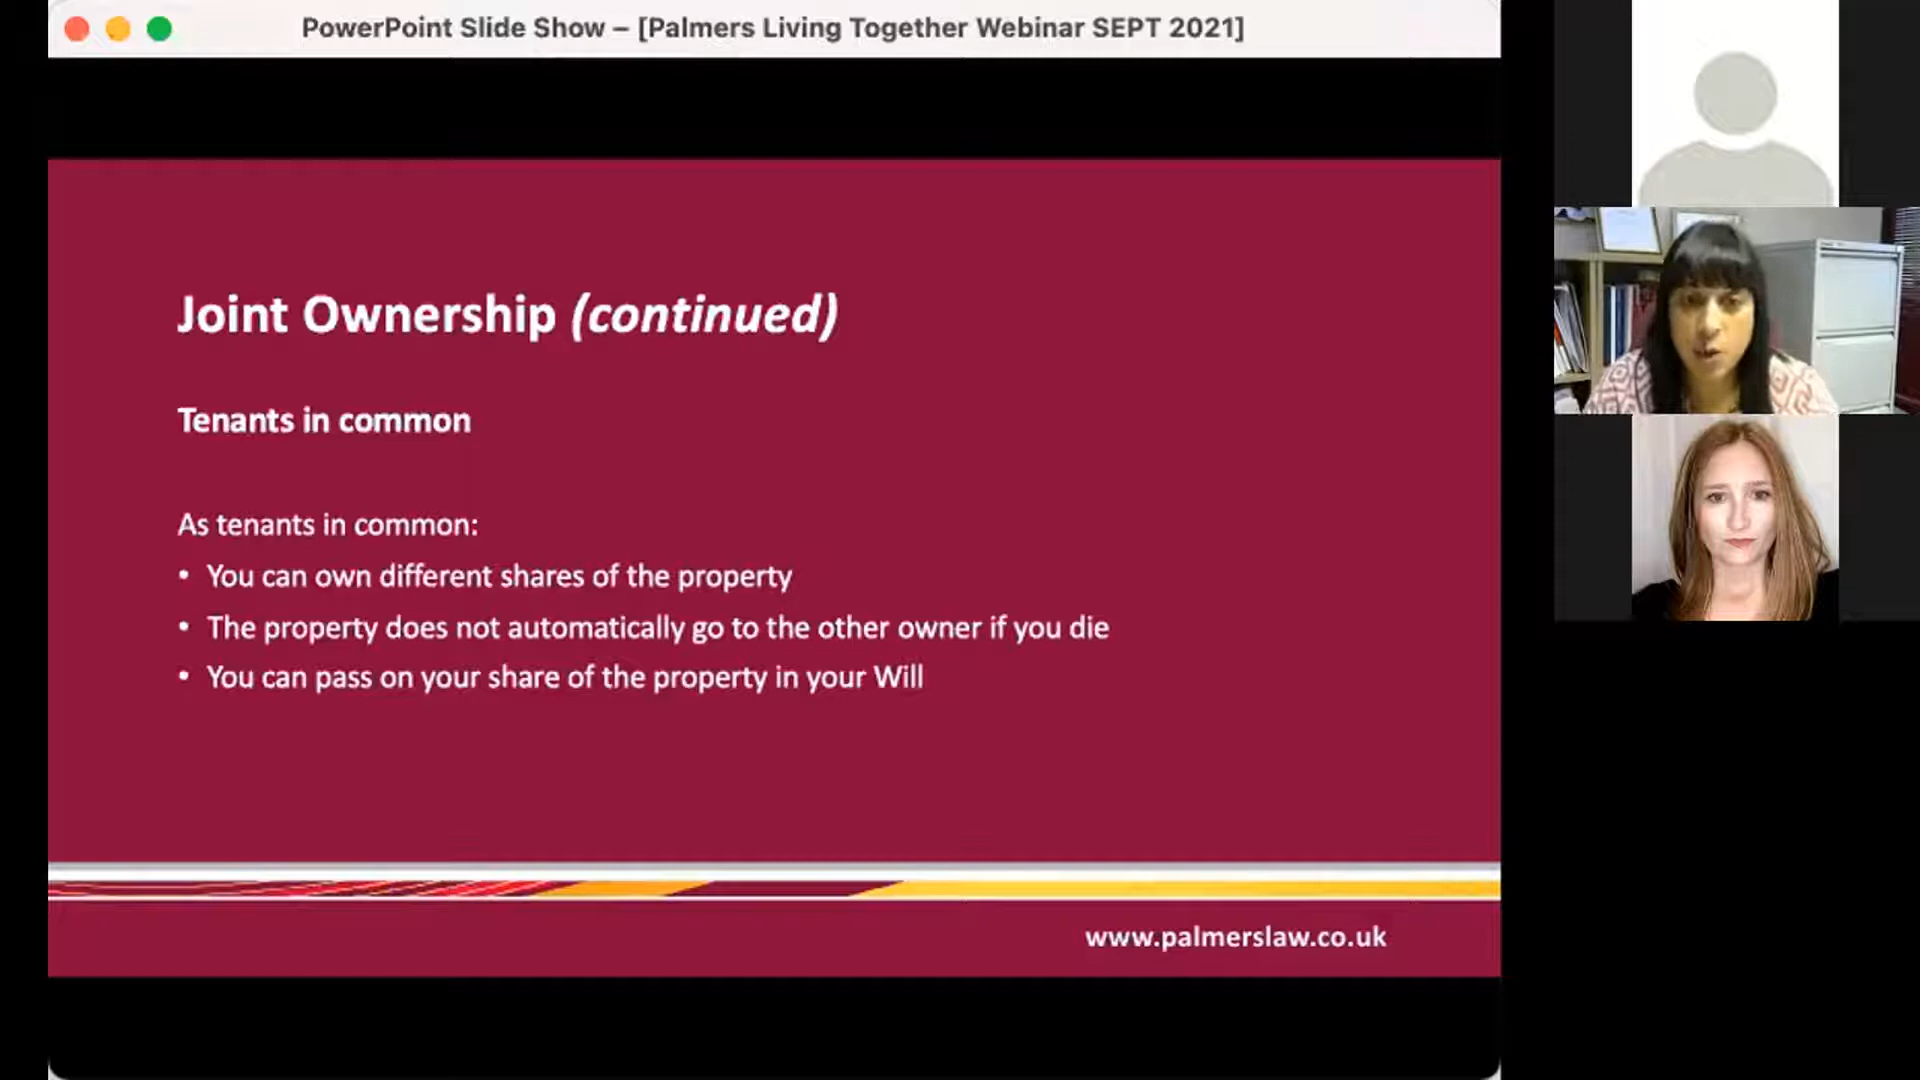 PowerPoint Slide Show – [Palmers Living Together Webinar SEPT 2021]
Joint Ownership (continued)
Tenants in common
As tenants in common:
• You can own different shares of the property
• The property does not automatically go to the other owner if you die
• You can pass on your share of the property in your Will
www.palmerslaw.co.uk